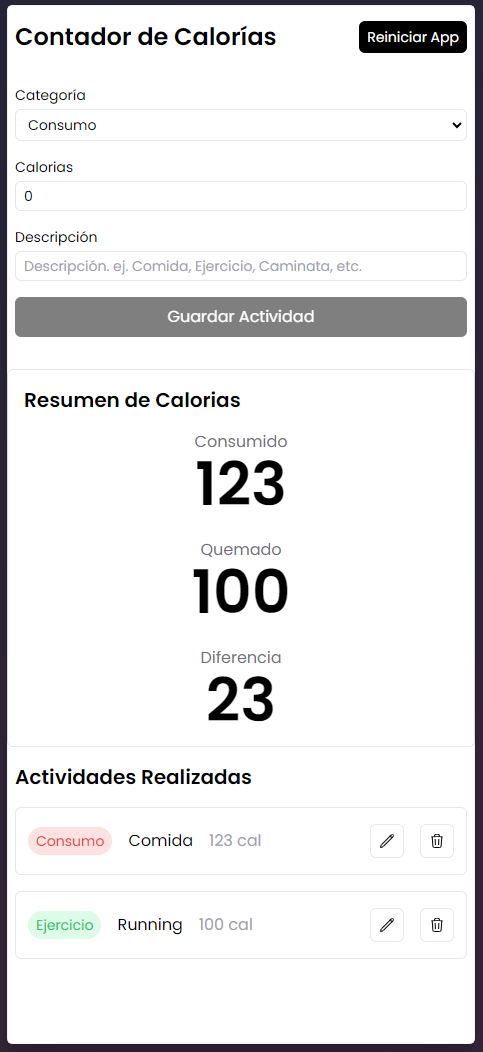 Contador de Calorías
Reiniciar App
Categoría
Consumo
Calorias
0
Descripción
Descripción. ej. Comida, Ejercicio, Caminata, etc.
Guardar Actividad
Resumen de Calorias
Consumido
123
Quemado
100
Diferencia
23
Actividades Realizadas
Consumo Comida 123 cal
Ejercicio Running 100 cal